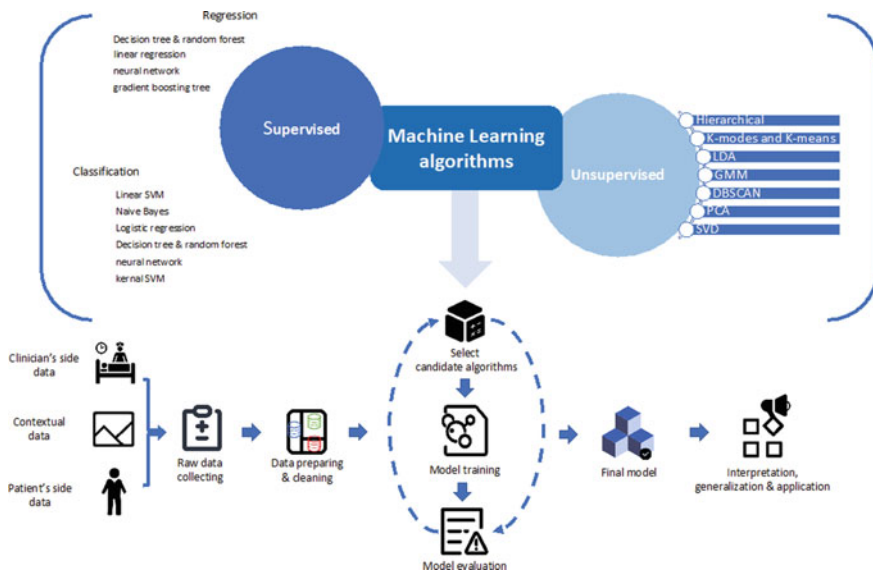 Regression
Decision tree & random forest
linear regression
neural network
gradient boosting tree
Classification
Linear SVM
Naive Bayes
Logistic regression
Decision tree & random forest
neural network
kernal SVM
Supervised
Machine Learning
algorithms
Unsupervised
Hierarchical
K-modes and K-means
LDA
GMM
DBSCAN
PCA
SVD
Clinician's side
data
Contextual
data
Patient's side
data
Raw data
collecting
Data preparing
& cleaning
Select
candidate algorithms
Model training
Model evaluation
Final model
Interpretation,
generalization & application